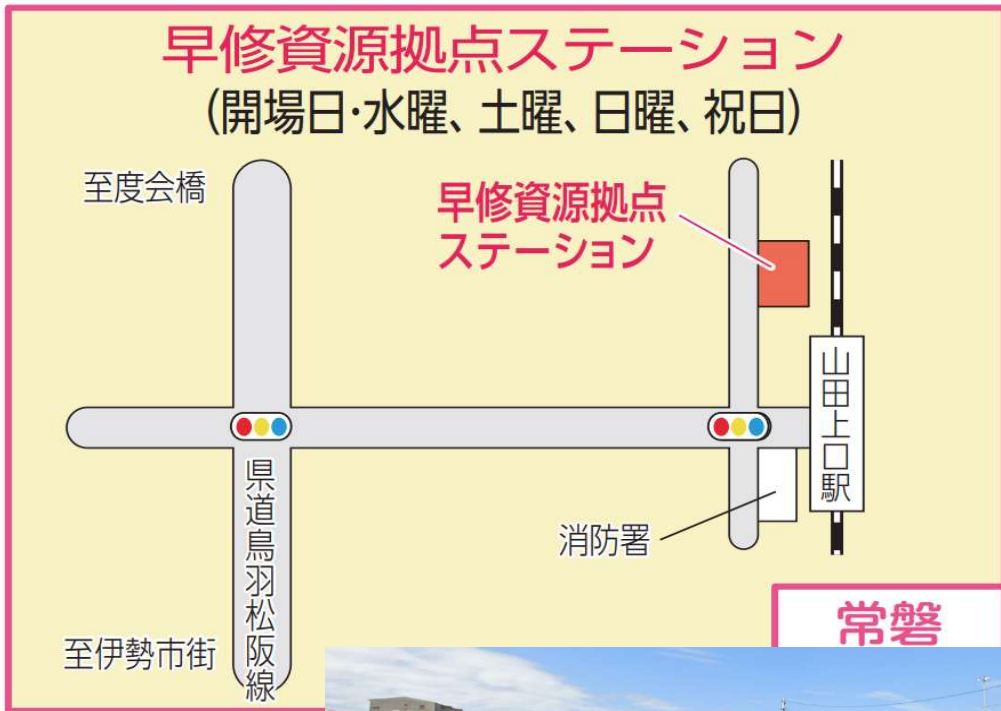 早修資源拠点ステーション
(開場日･水曜、土曜、日曜、祝日)
至度会橋
早修資源拠点
ステーション
山田上口駅
県道鳥羽松阪線
消防署
至伊勢市街
常磐